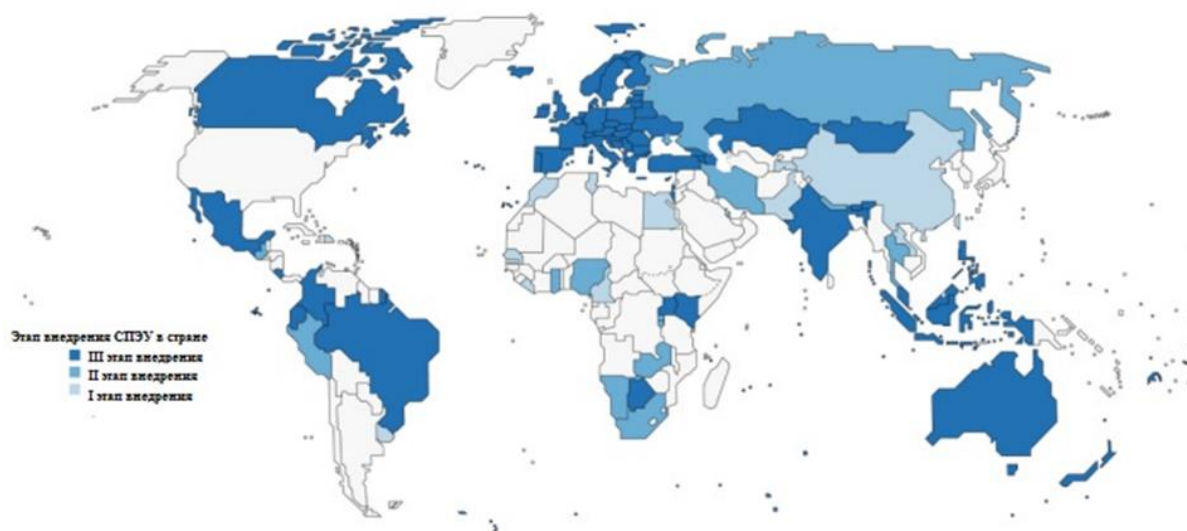 Этап внедрения СПЭУ в стране
III этап внедрения
II этап внедрения
I этап внедрения